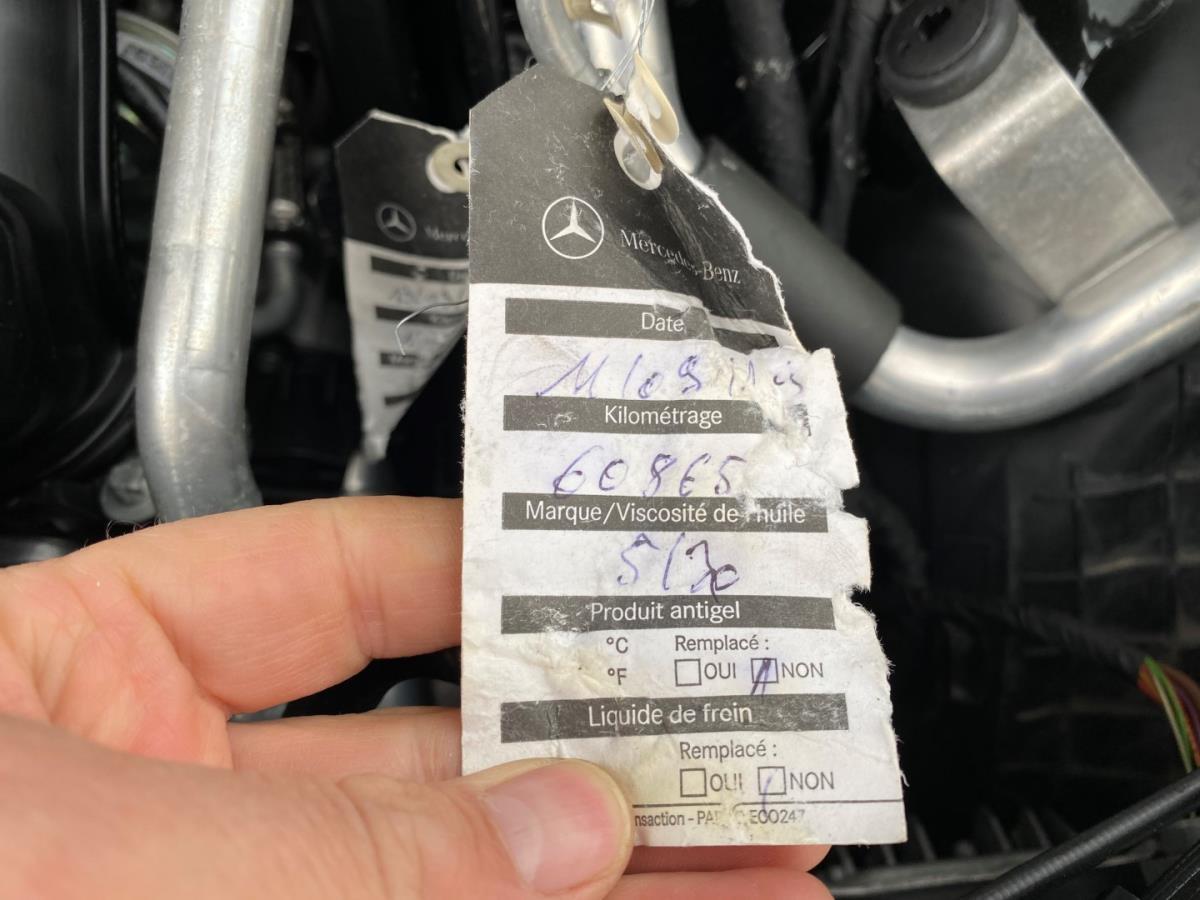 Mercedes-Benz
Date
Kilométrage
60865
Marque/Viscosité de l'huile
5/30
Produit antigel
°C Remplacé :
°F OUI NON
Liquide de frein
Remplacé :
OUI NON